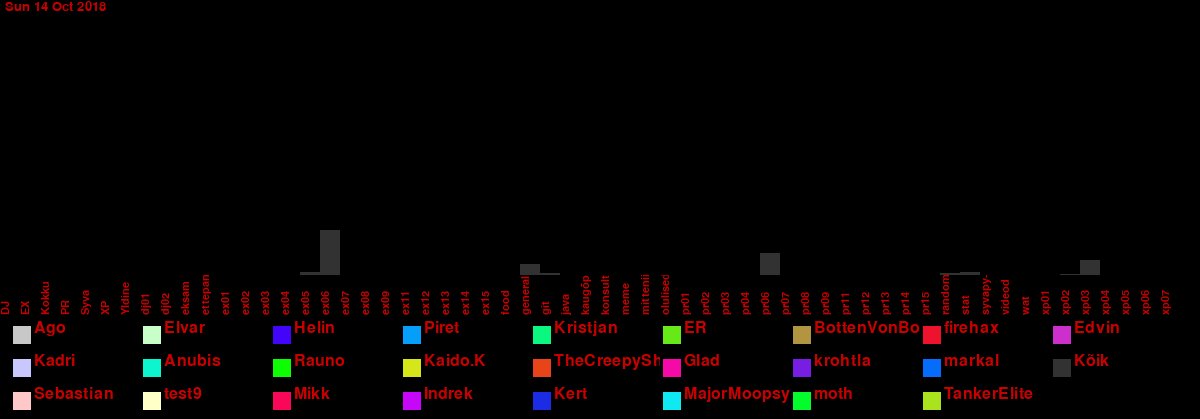 Sun 14 Oct 2018
DJ
EX
Kokku
PR
Syva
XP
Yldine
dj01
dj02
eksam
ettepan
ex01
ex02
ex03
ex04
ex05
ex06
ex07
ex08
ex09
ex11
ex12
ex13
ex14
ex15
food
general
git
java
kaugõp
konsult
meme
mittenii
olulised
pr01
pr02
pr03
pr05
pr06
pr07
pr08
pr09
pr11
pr12
pr13
pr14
pr15
random
stat
syvapy-
videod
wat
xp01
xp02
xp03
xp04
xp05
xp06
xp07
Ago Elvar Helin Piret Kristjan ER BottenVonBo firehax Edvin
Kadri Anubis Rauno Kaido.K TheCreepySh Glad krohtla markal Kõik
Sebastian test9 Mikk Indrek Kert MajorMoopsy moth TankerElite